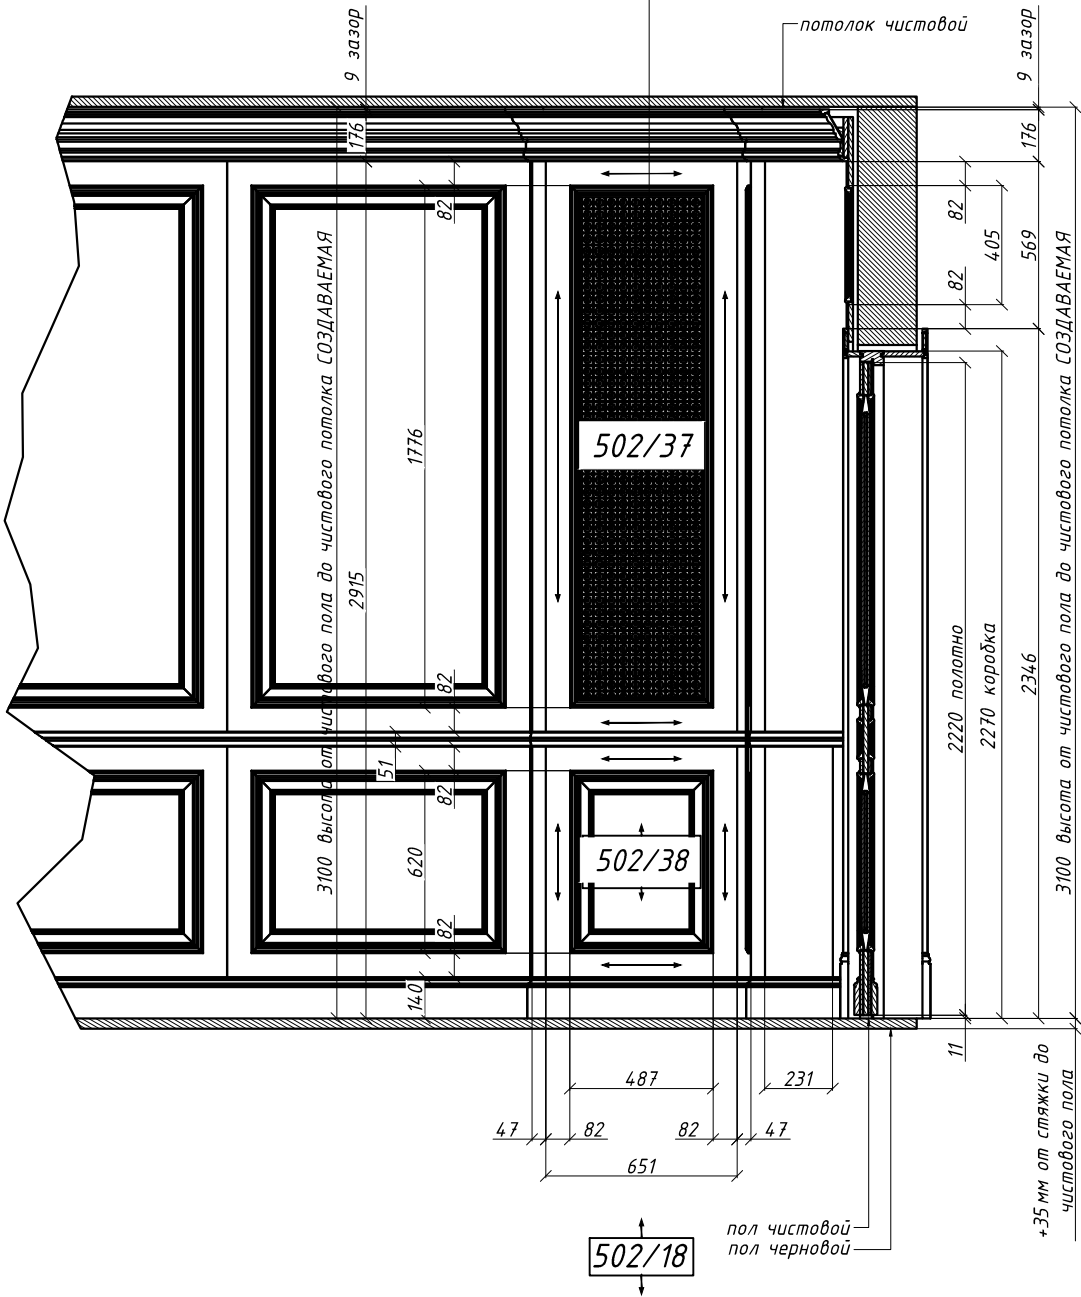 9 зазор
потолок чистовой
9 зазор
176
176
82
82
405
569
82
3100 высота от чистового пола до чистового потолка СОЗДАВАЕМАЯ
3100 высота от чистового пола до чистового потолка СОЗДАВАЕМАЯ
1776
502/37
2915
82
2220 полотно
2270 коробка
2346
51
82
620
502/38
82
140
11
487
231
47
82
82
47
651
+35 мм от стяжки до
чистового пола
пол чистовой
пол черновой
502/18